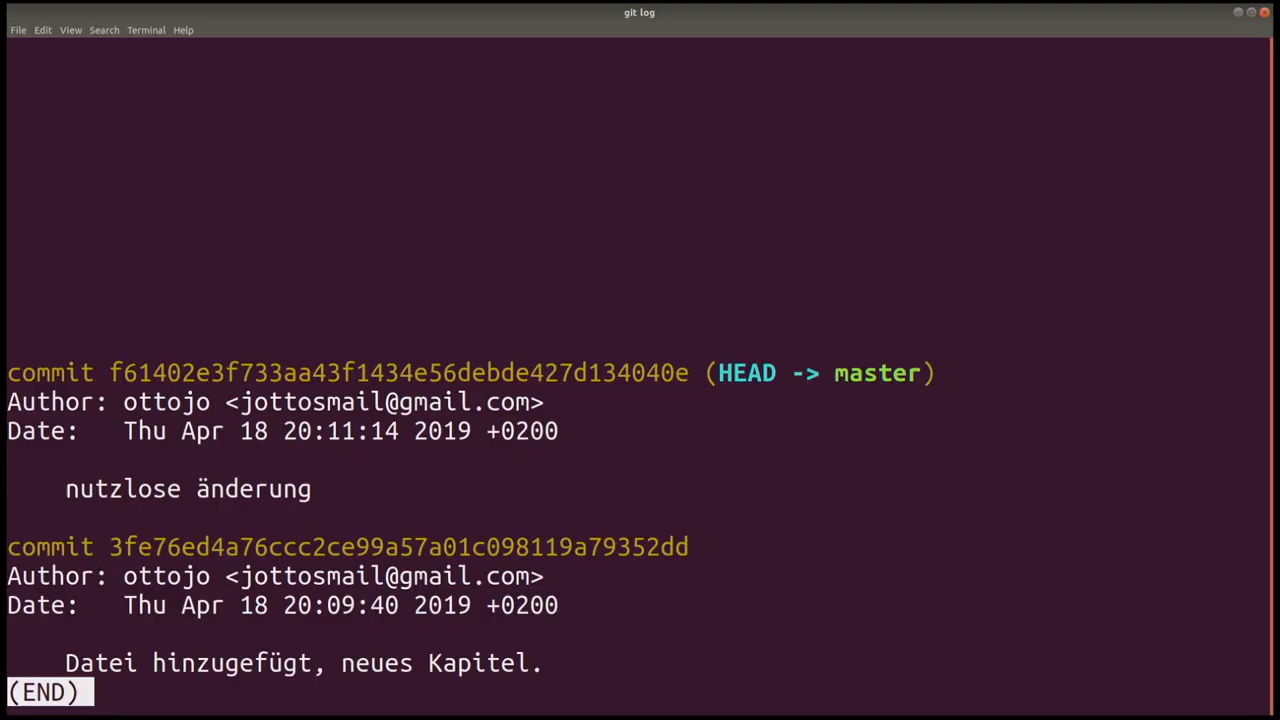 git log
File Edit View Search Terminal Help
commit f61402e3f733aa43f1434e56debde427d134040e (HEAD -> master)
Author: ottojo <jottosmail@gmail.com>
Date:   Thu Apr 18 20:11:14 2019 +0200
nutzlose änderung
commit 3fe76ed4a76ccc2ce99a57a01c098119a79352dd
Author: ottojo <jottosmail@gmail.com>
Date:   Thu Apr 18 20:09:40 2019 +0200
Datei hinzugefügt, neues Kapitel.
(END)